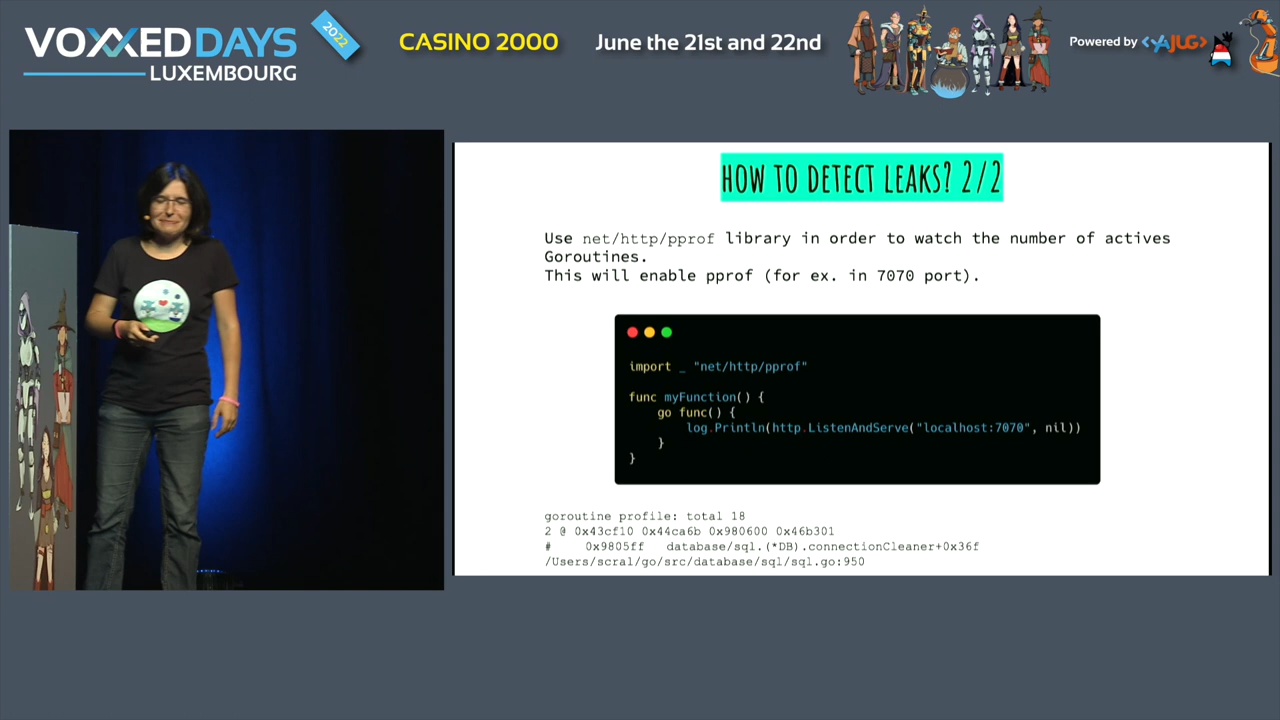 VOXXED DAYS
LUXEMBOURG
2022
CASINO 2000
June the 21st and 22nd
Powered by <YAJUG>
HOW TO DETECT LEAKS? 2/2
Use net/http/pprof library in order to watch the number of actives
Goroutines.
This will enable pprof (for ex. in 7070 port).
import _ "net/http/pprof"
func myFunction() {
go func() {
log.Println(http.ListenAndServe("localhost:7070", nil))
}
}
goroutine profile: total 18
2 @ 0x43cf10 0x44ca6b 0x980600 0x46b301
# 0x9805ff database/sql.(*DB).connectionCleaner+0x36f
/Users/scral/go/src/database/sql/sql.go:950